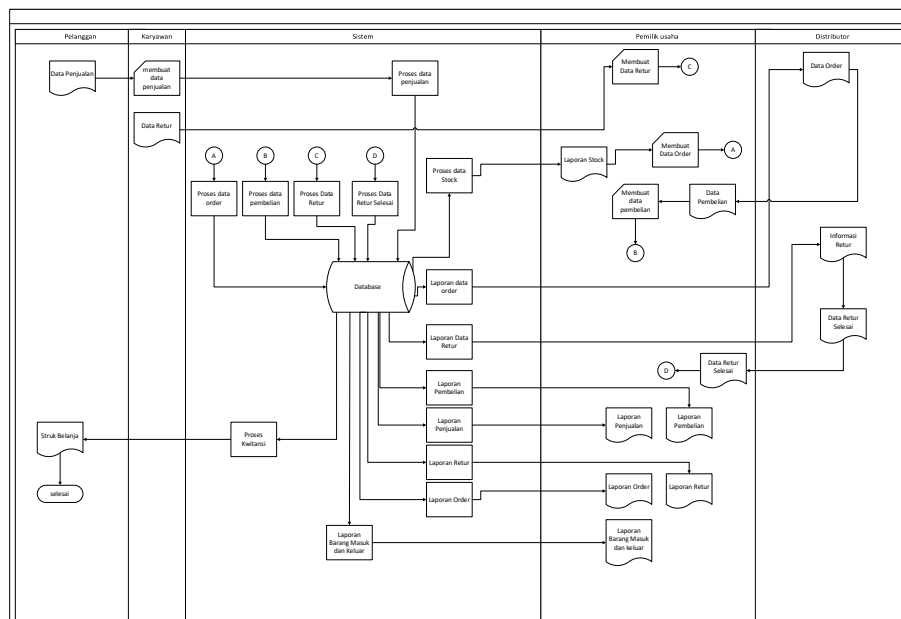 Pelanggan
Karyawan
Sistem
Pemilik usaha
Distributor
Data Penjualan
membuat
data
penjualan
Proses data
penjualan
Membuat
Data Retur
C
Data Order
Data Retur
A
B
C
D
Proses data
Stock
Laporan Stock
Membuat
Data Order
A
Proses data
order
Proses data
pembelian
Proses Data
Retur
Proses Data
Retur Selesai
Membuat
data
pembelian
Data
Pembelian
B
Informasi
Retur
Database
Laporan data
order
Laporan Data
Retur
Data Retur
Selesai
D
Data Retur
Selesai
Laporan
Pembelian
Laporan
Penjualan
Laporan
Penjualan
Laporan
Pembelian
Struk Belanja
Proses
Kwitansi
Laporan Retur
Laporan Order
Laporan Order
Laporan Retur
selesai
Laporan
Barang Masuk
dan Keluar
Laporan
Barang Masuk
dan keluar